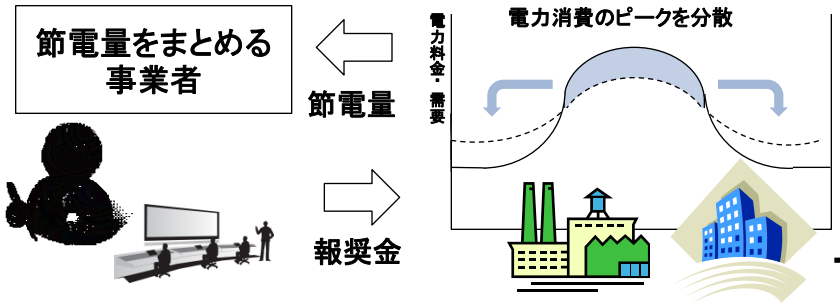 節電量をまとめる
事業者
節電量
報奨金
電力消費のピークを分散
電力料金・需要